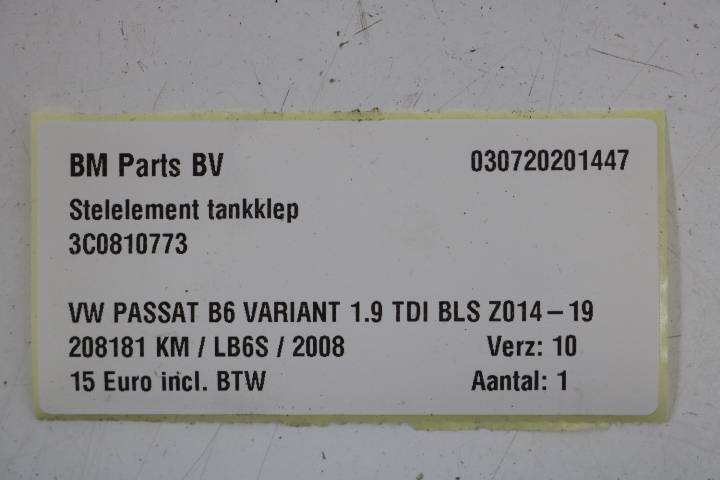 BM Parts BV 030720201447
Stelelement tankklep
3C0810773
VW PASSAT B6 VARIANT 1.9 TDI BLS Z014-19
208181 KM / LB6S / 2008 Verz: 10
15 Euro incl. BTW Aantal: 1